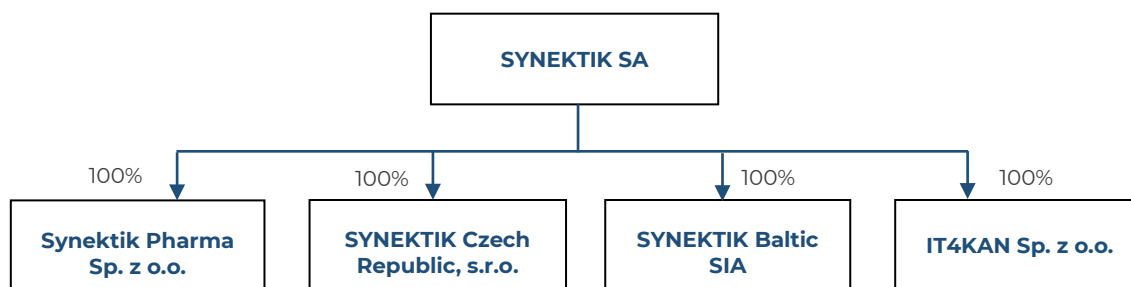 SYNEKTIK SA
100%
100%
100%
100%
Synektik Pharma
Sp. z o.o.
SYNEKTIK Czech
Republic, s.r.o.
SYNEKTIK Baltic
SIA
IT4KAN Sp. z o.o.